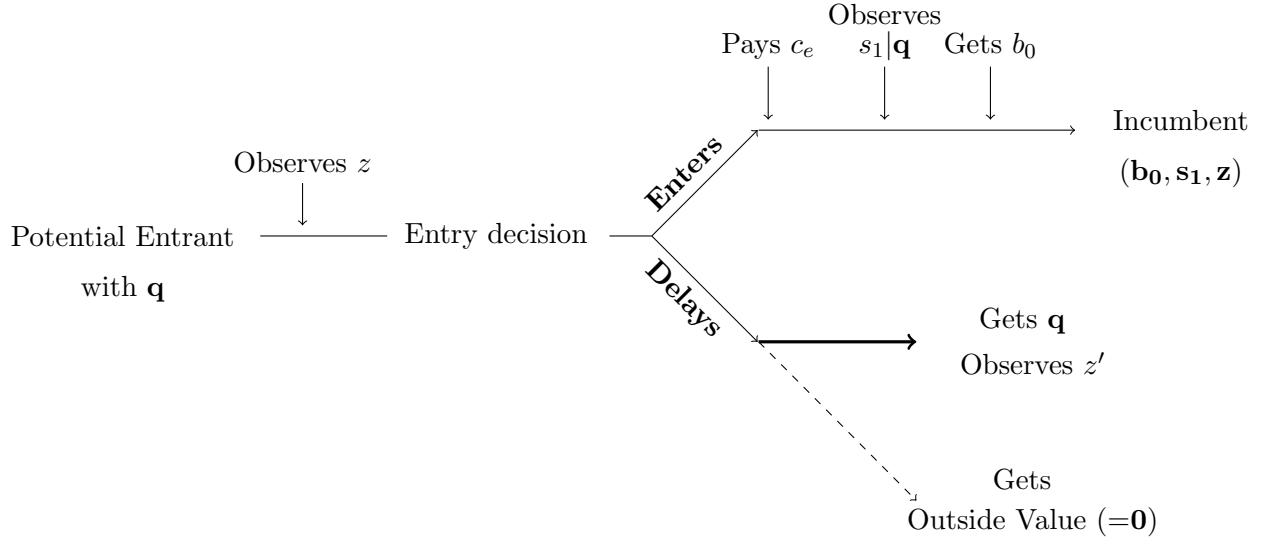 Observes
Pays c_e
s_1|q
Gets b_0
Incumbent
(b_0, s_1, z)
Enters
Observes z
Potential Entrant
with q
Entry decision
Delays
Gets q
Observes z′
Gets
Outside Value (=0)